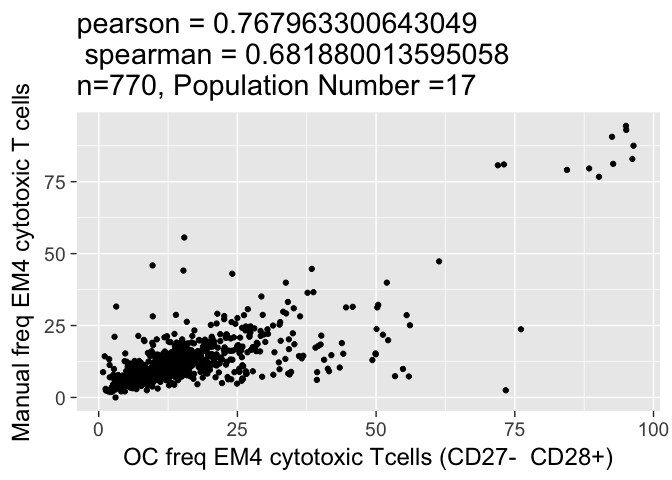 pearson = 0.767963300643049
spearman = 0.681880013595058
n=770, Population Number =17
Manual freq EM4 cytotoxic T cells
75
50
25
0
0 25 50 75 100
OC freq EM4 cytotoxic Tcells (CD27-  CD28+)